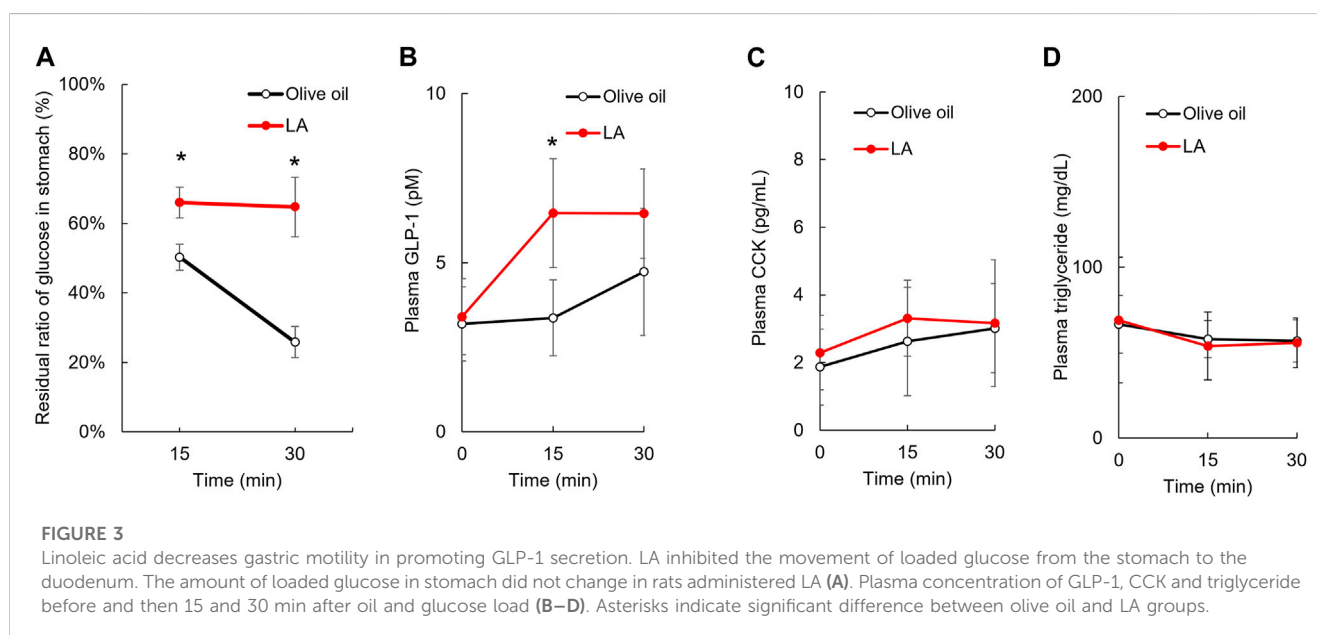 A
100%
80%
60%
40%
20%
0%
Residual ratio of glucose in stomach (%)
Olive oil
LA
*
*
15
30
Time (min)
B
10
5
0
Plasma GLP-1 (pM)
Olive oil
LA
*
0
15
30
Time (min)
C
10
8
6
4
2
0
Plasma CCK (pg/mL)
Olive oil
LA
0
15
30
Time (min)
D
200
100
0
Plasma triglyceride (mg/dL)
Olive oil
LA
0
15
30
Time (min)
FIGURE 3
Linoleic acid decreases gastric motility in promoting GLP-1 secretion. LA inhibited the movement of loaded glucose from the stomach to the
duodenum. The amount of loaded glucose in stomach did not change in rats administered LA (A). Plasma concentration of GLP-1, CCK and triglyceride
before and then 15 and 30 min after oil and glucose load (B–D). Asterisks indicate significant difference between olive oil and LA groups.